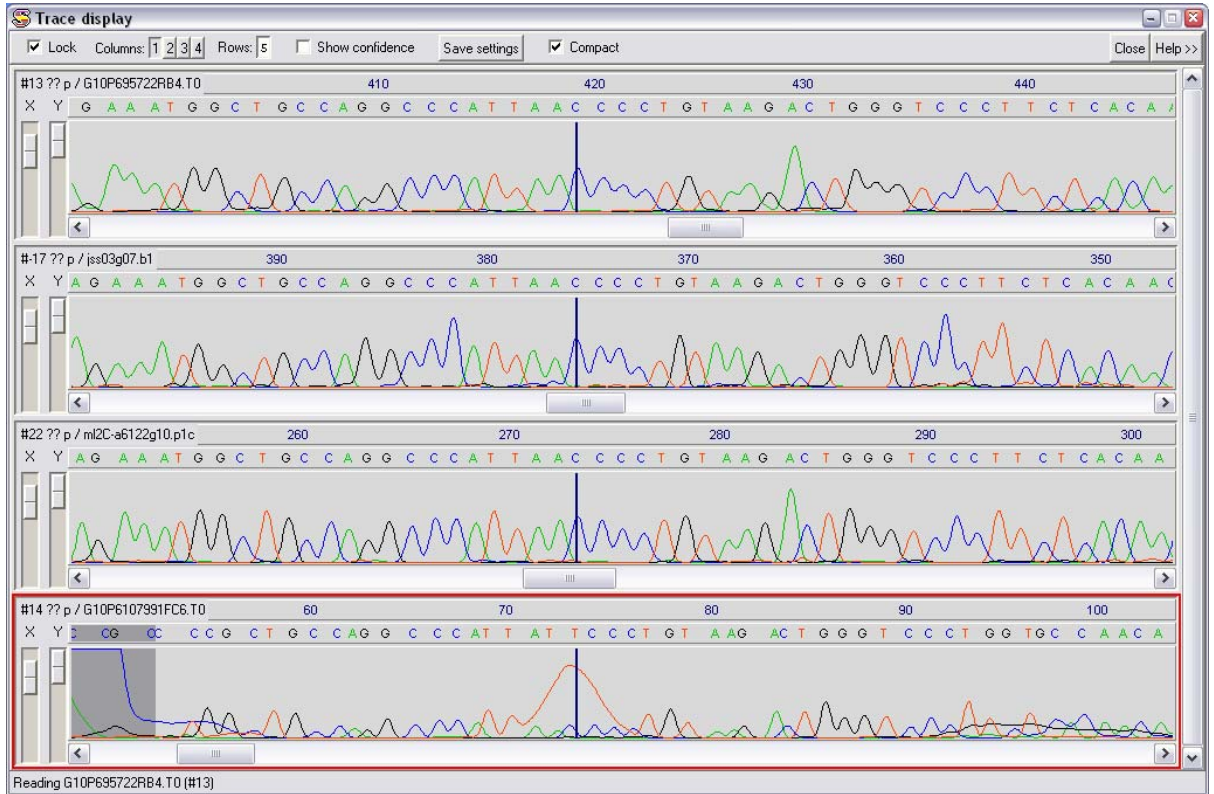 Trace display
Lock Columns: 1 2 3 4 Rows: 5 Show confidence Save settings Compact Close Help >>
#13 ?? p / G10P695722RB4.T0 410 420 430 440
X Y G A A A T G G C T G C C A G G C C C A T T A A C C C C T G T A A G A C T G G G T C C C T T C T C A C A A
#-17 ?? p / jss03g07.b1 390 380 370 360 350
X Y A G A A A T G G C T G C C A G G C C C A T T A A C C C C T G T A A G A C T G G G T C C C T T C T C A C A A C
#22 ?? p / ml2C-a6122g10.p1c 260 270 280 290 300
X Y A G A A A T G G C T G C C A G G C C C A T T A A C C C C T G T A A G A C T G G G T C C C T T C T C A C A A
#14 ?? p / G10P6107991FC6.T0 60 70 80 90 100
X Y C C G C C C C G C T G C C A G G C C C A T T A T T C C C T G T A A G A C T G G G T C C C T G G T G C C A A C A
Reading G10P695722RB4.T0 (#13)